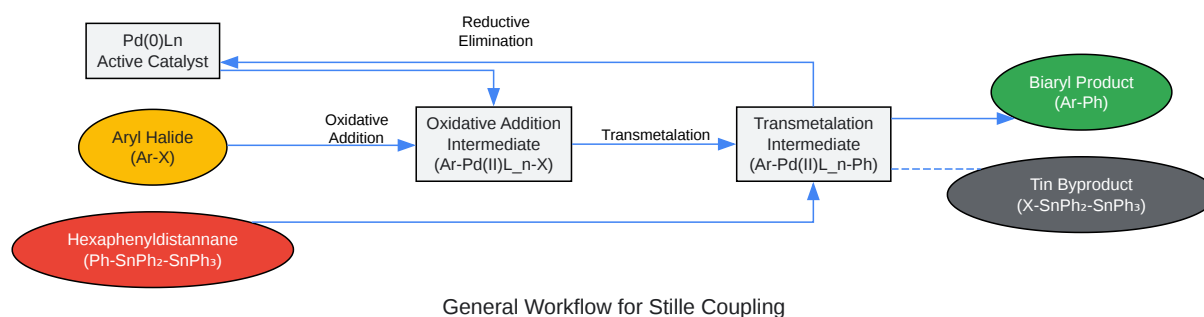 Reductive
Elimination
Pd(0)Ln
Active Catalyst
Biaryl Product
(Ar-Ph)
Aryl Halide
(Ar-X)
Oxidative
Addition
Oxidative Addition
Intermediate
(Ar-Pd(II)L_n-X)
Transmetalation
Transmetalation
Intermediate
(Ar-Pd(II)L_n-Ph)
Tin Byproduct
(X-SnPh₂-SnPh₃)
Hexaphenyldistannane
(Ph-SnPh₂-SnPh₃)
General Workflow for Stille Coupling